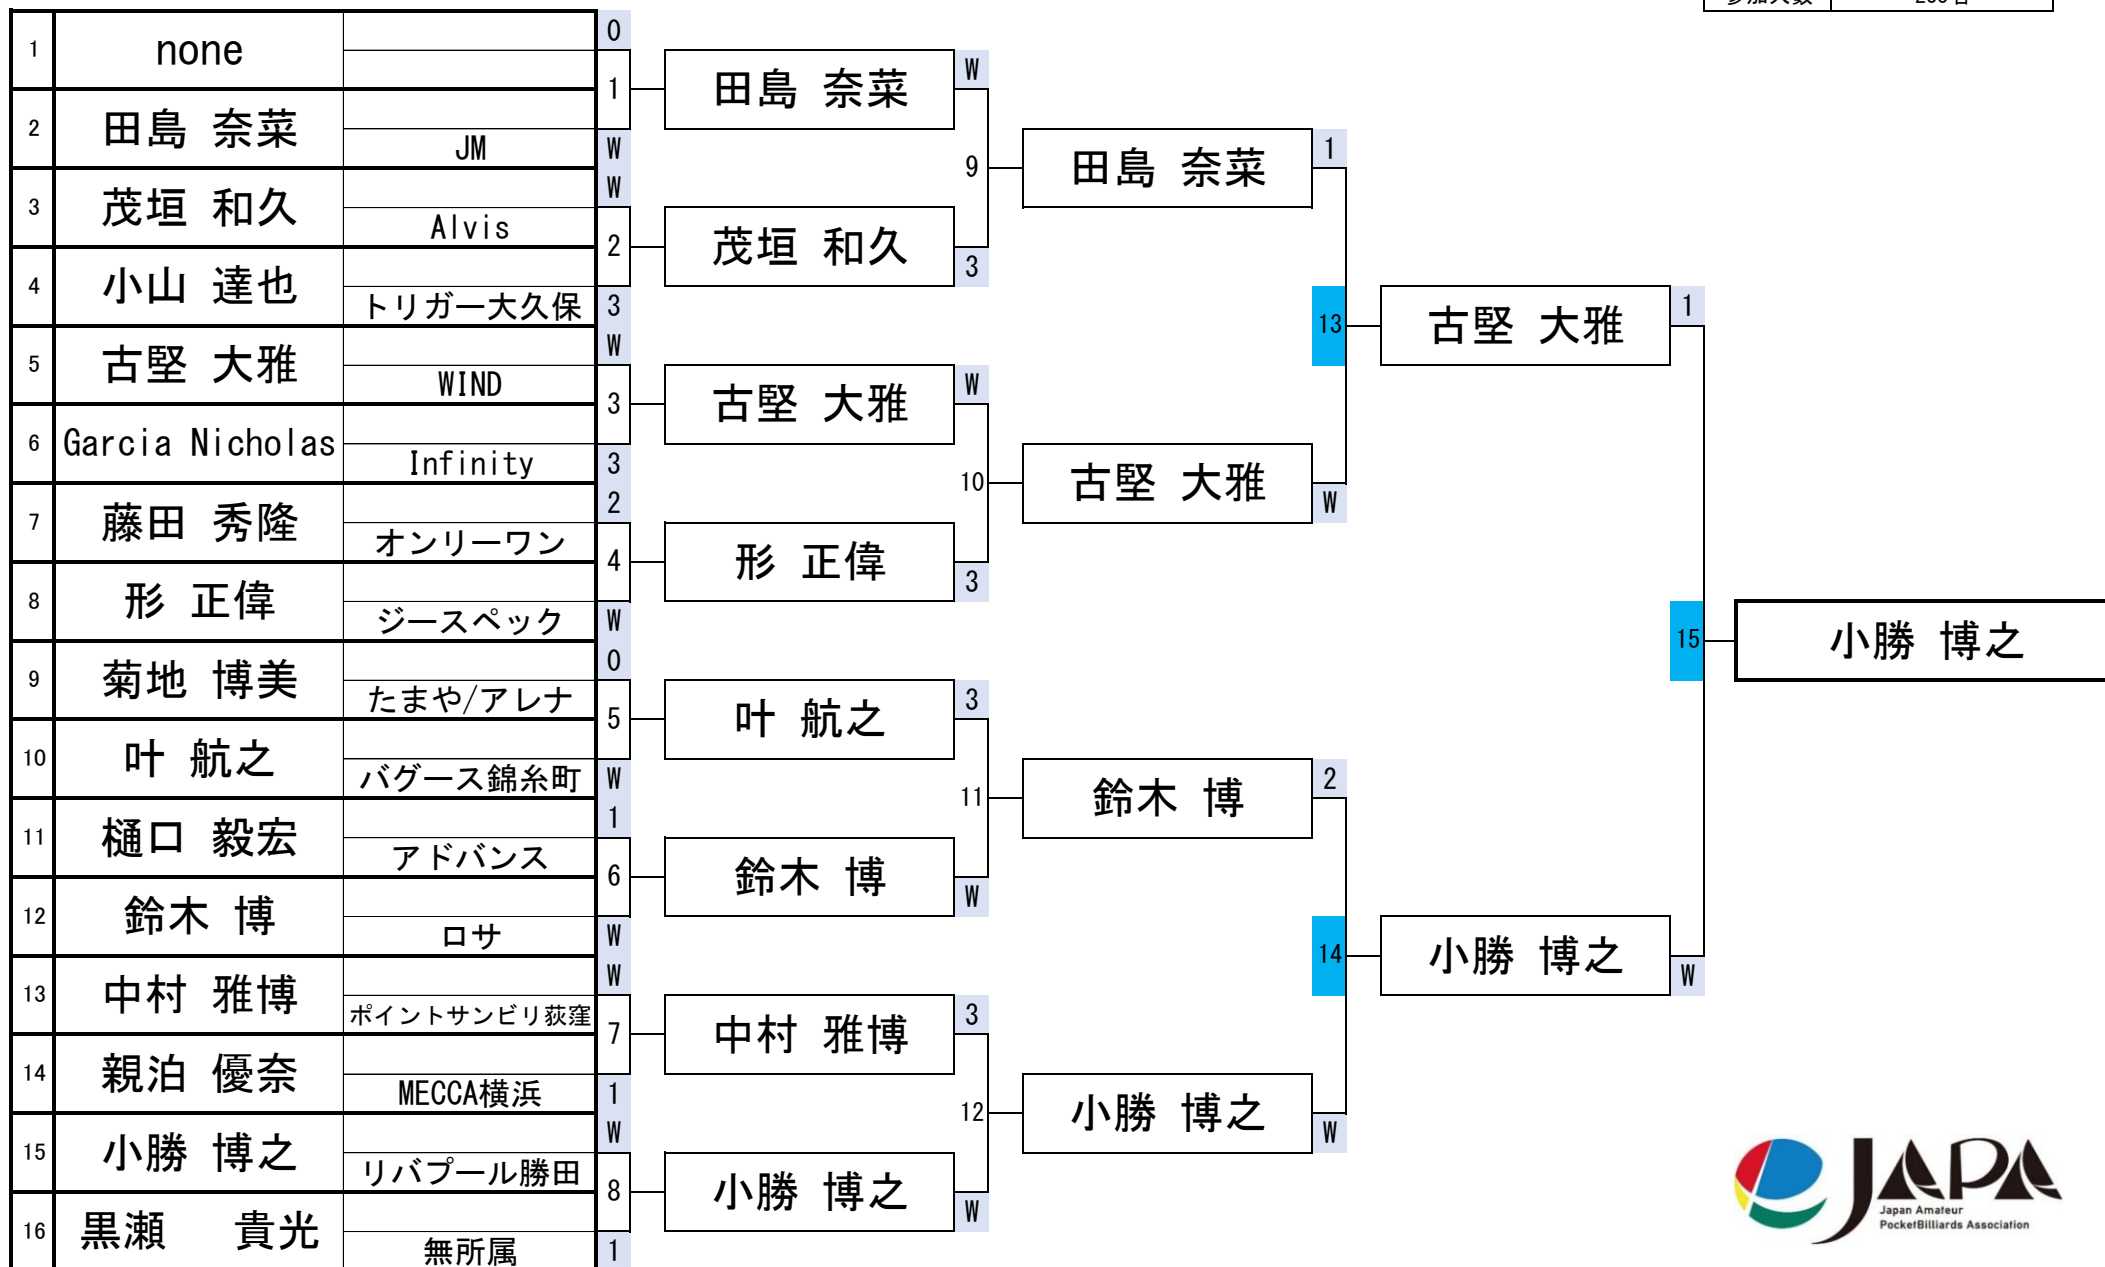 1 none 0
1 田島 奈菜 W
2 田島 奈菜 JM W
9 田島 奈菜 1
3 茂垣 和久 Alvis W
2 茂垣 和久 3
4 小山 達也 トリガー大久保 3
13 古堅 大雅 1
5 古堅 大雅 WIND W
3 古堅 大雅 W
6 Garcia Nicholas Infinity 3
10 古堅 大雅 W
7 藤田 秀隆 オンリーワン 2
4 形 正偉 3
8 形 正偉 ジースペック W
15 小勝 博之
9 菊地 博美 たまや/アレナ 0
5 叶 航之 3
10 叶 航之 バグース錦糸町 W
11 鈴木 博 2
11 樋口 毅宏 アドバンス 1
6 鈴木 博 W
12 鈴木 博 ロサ W
14 小勝 博之 W
13 中村 雅博 ポイントサンビリ荻窪 W
7 中村 雅博 3
14 親泊 優奈 MECCA横浜 1
12 小勝 博之 W
15 小勝 博之 リバプール勝田 W
8 小勝 博之 W
16 黒瀬 貴光 無所属 1
JAPA
Japan Amateur
PocketBilliards Association